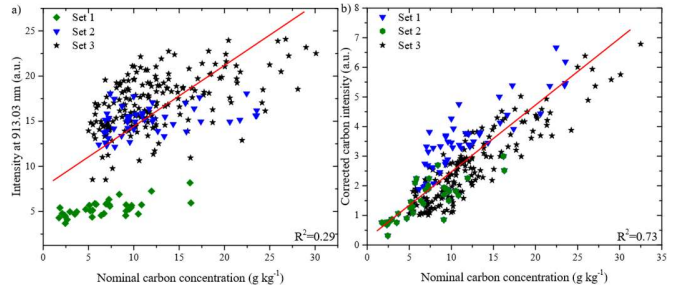 a)
Set 1
Set 2
Set 3
Intensity at 913.03 nm (a.u.)
25
20
15
10
5
0 5 10 15 20 25 30
R²=0.29
Nominal carbon concentration (g kg⁻¹)
b)
Set 1
Set 2
Set 3
Corrected carbon intensity (a.u.)
8
7
6
5
4
3
2
1
0
0 5 10 15 20 25 30 35
R²=0.73
Nominal carbon concentration (g kg⁻¹)